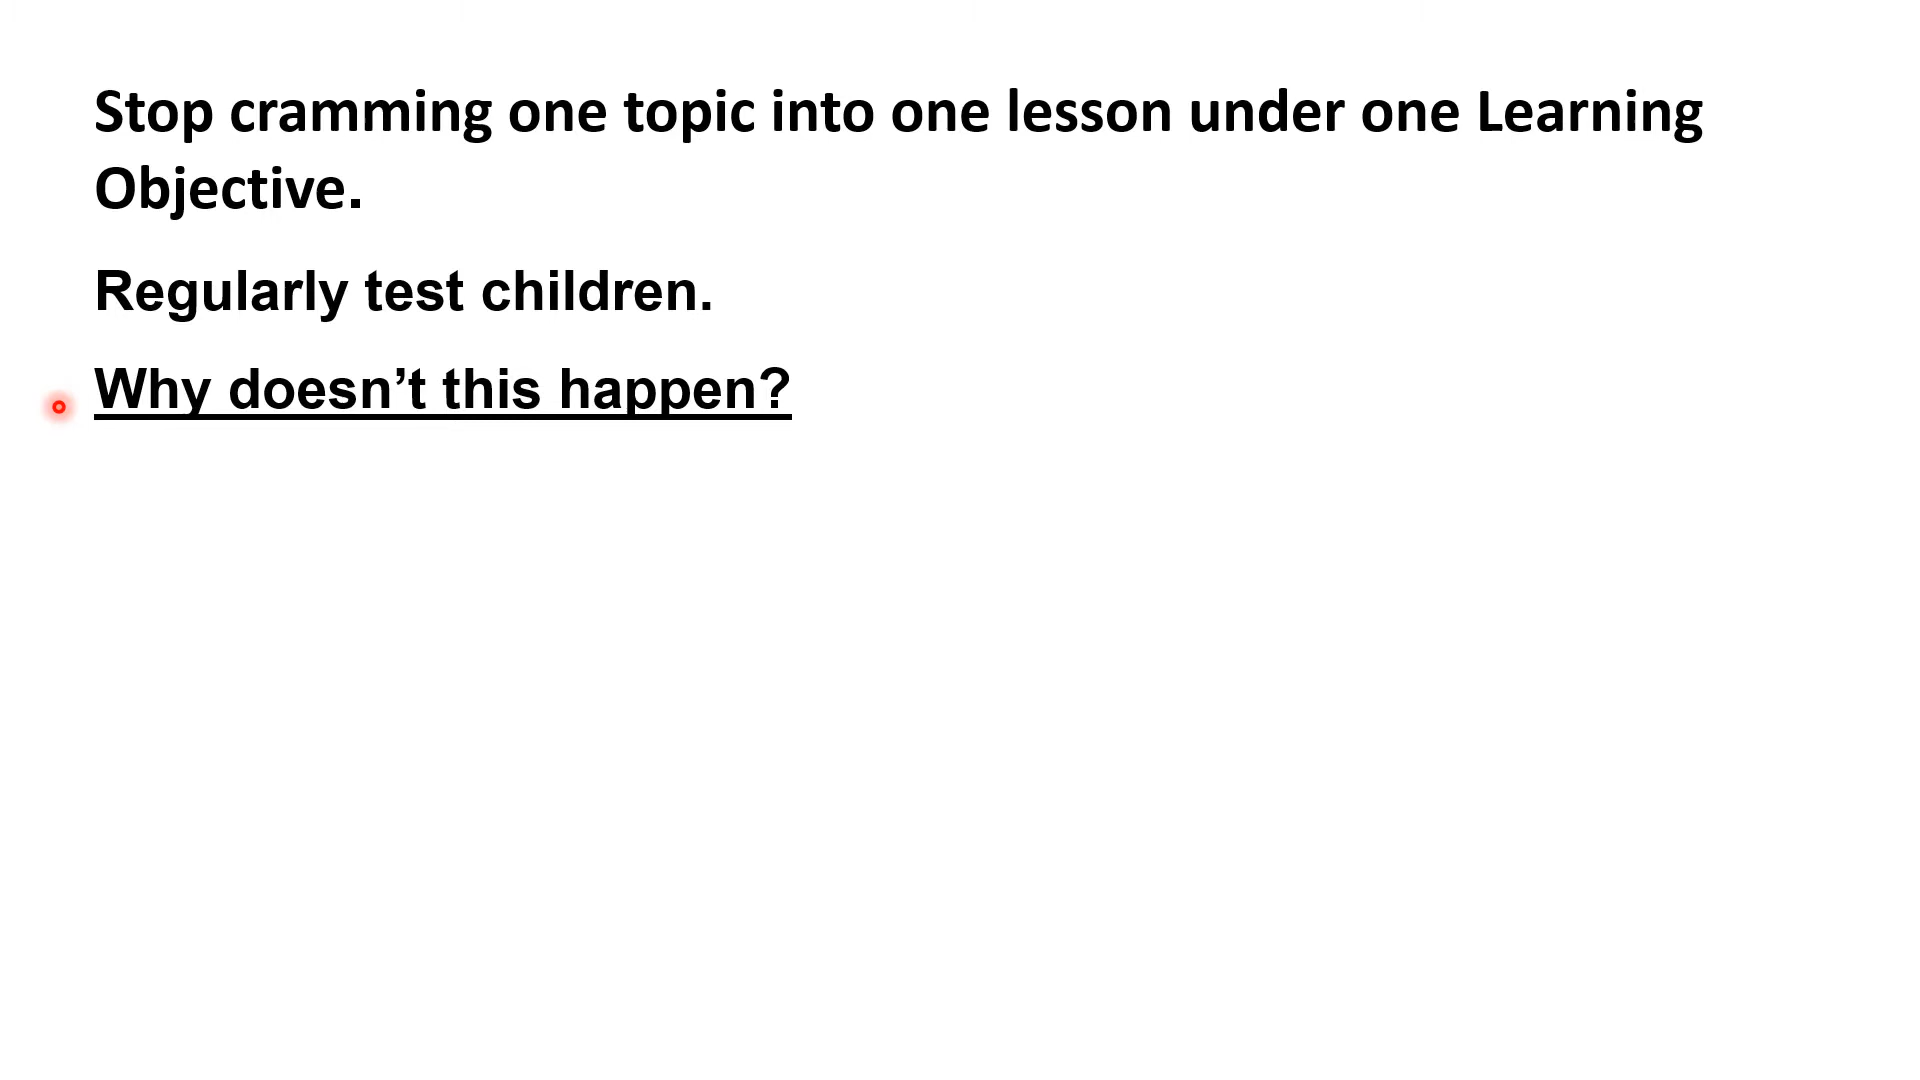 Stop cramming one topic into one lesson under one Learning
Objective.
Regularly test children.
Why doesn’t this happen?